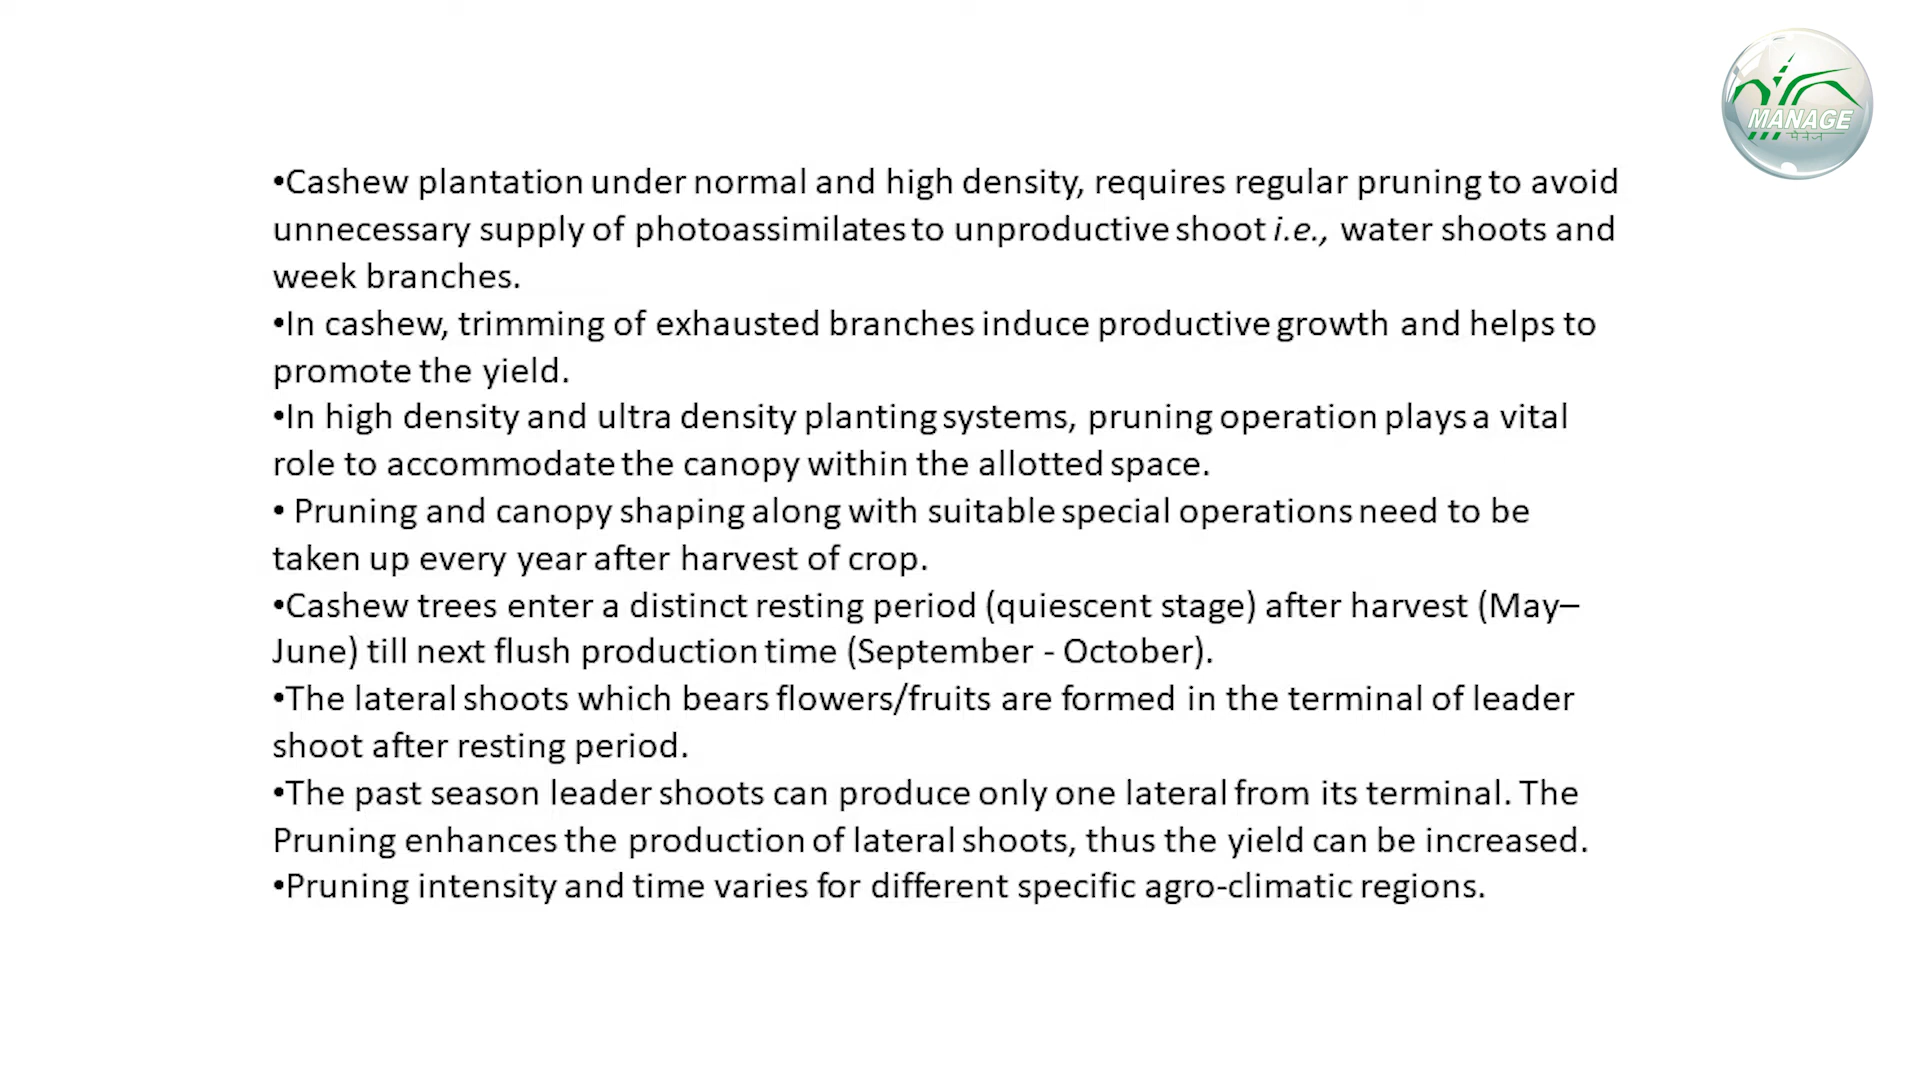 MANAGE
मैनेज
•Cashew plantation under normal and high density, requires regular pruning to avoid
unnecessary supply of photoassimilates to unproductive shoot i.e., water shoots and
week branches.
•In cashew, trimming of exhausted branches induce productive growth and helps to
promote the yield.
•In high density and ultra density planting systems, pruning operation plays a vital
role to accommodate the canopy within the allotted space.
• Pruning and canopy shaping along with suitable special operations need to be
taken up every year after harvest of crop.
•Cashew trees enter a distinct resting period (quiescent stage) after harvest (May–
June) till next flush production time (September - October).
•The lateral shoots which bears flowers/fruits are formed in the terminal of leader
shoot after resting period.
•The past season leader shoots can produce only one lateral from its terminal. The
Pruning enhances the production of lateral shoots, thus the yield can be increased.
•Pruning intensity and time varies for different specific agro-climatic regions.